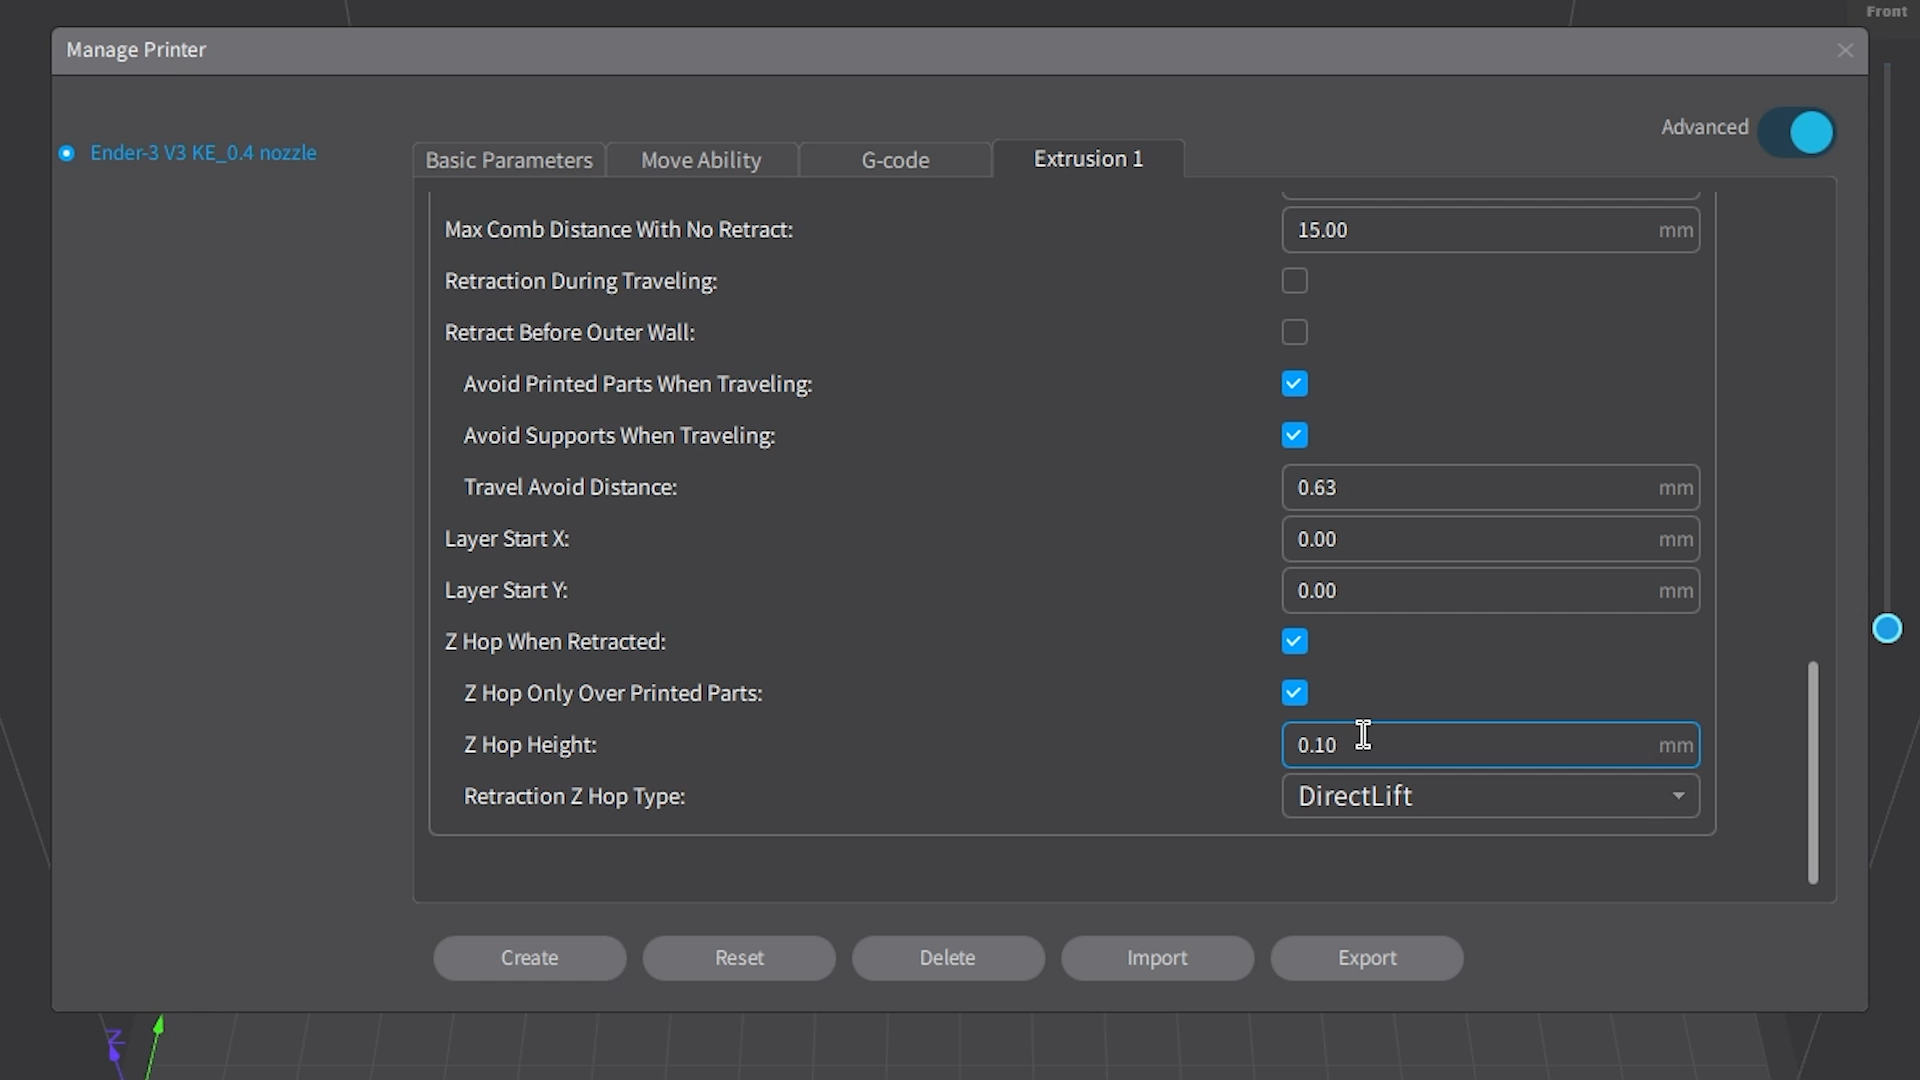 Front
Manage Printer
Advanced
Ender-3 V3 KE_0.4 nozzle
Basic Parameters
Move Ability
G-code
Extrusion 1
Max Comb Distance With No Retract: 15.00 mm
Retraction During Traveling:
Retract Before Outer Wall:
Avoid Printed Parts When Traveling:
Avoid Supports When Traveling:
Travel Avoid Distance: 0.63 mm
Layer Start X: 0.00 mm
Layer Start Y: 0.00 mm
Z Hop When Retracted:
Z Hop Only Over Printed Parts:
Z Hop Height: 0.10 mm
Retraction Z Hop Type: DirectLift
Create Reset Delete Import Export
Z